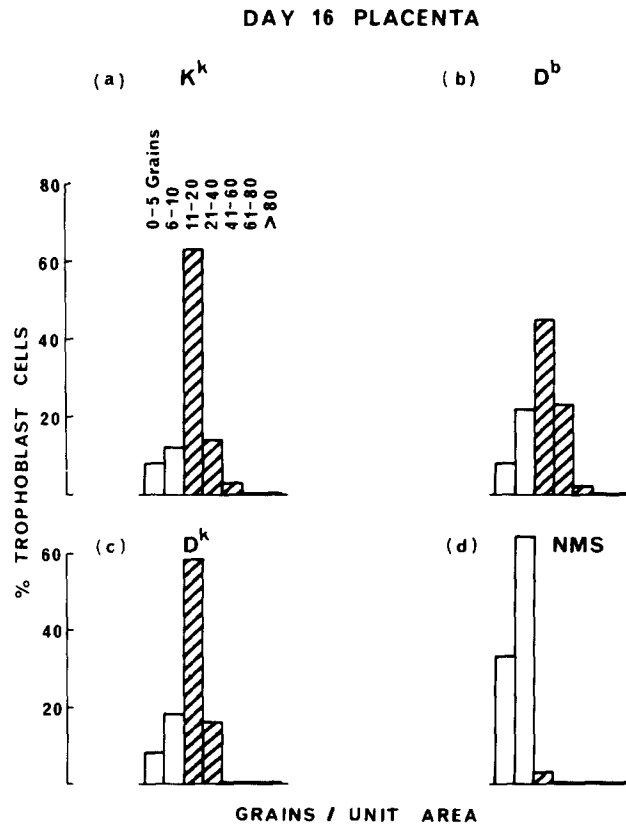 DAY 16 PLACENTA
(a) K^k
(b) D^b
0-5 Grains
6-10
11-20
21-40
41-60
61-80
>80
80
60
40
20
% TROPHOBLAST CELLS
(c) D^k
(d) NMS
60
40
20
GRAINS / UNIT AREA